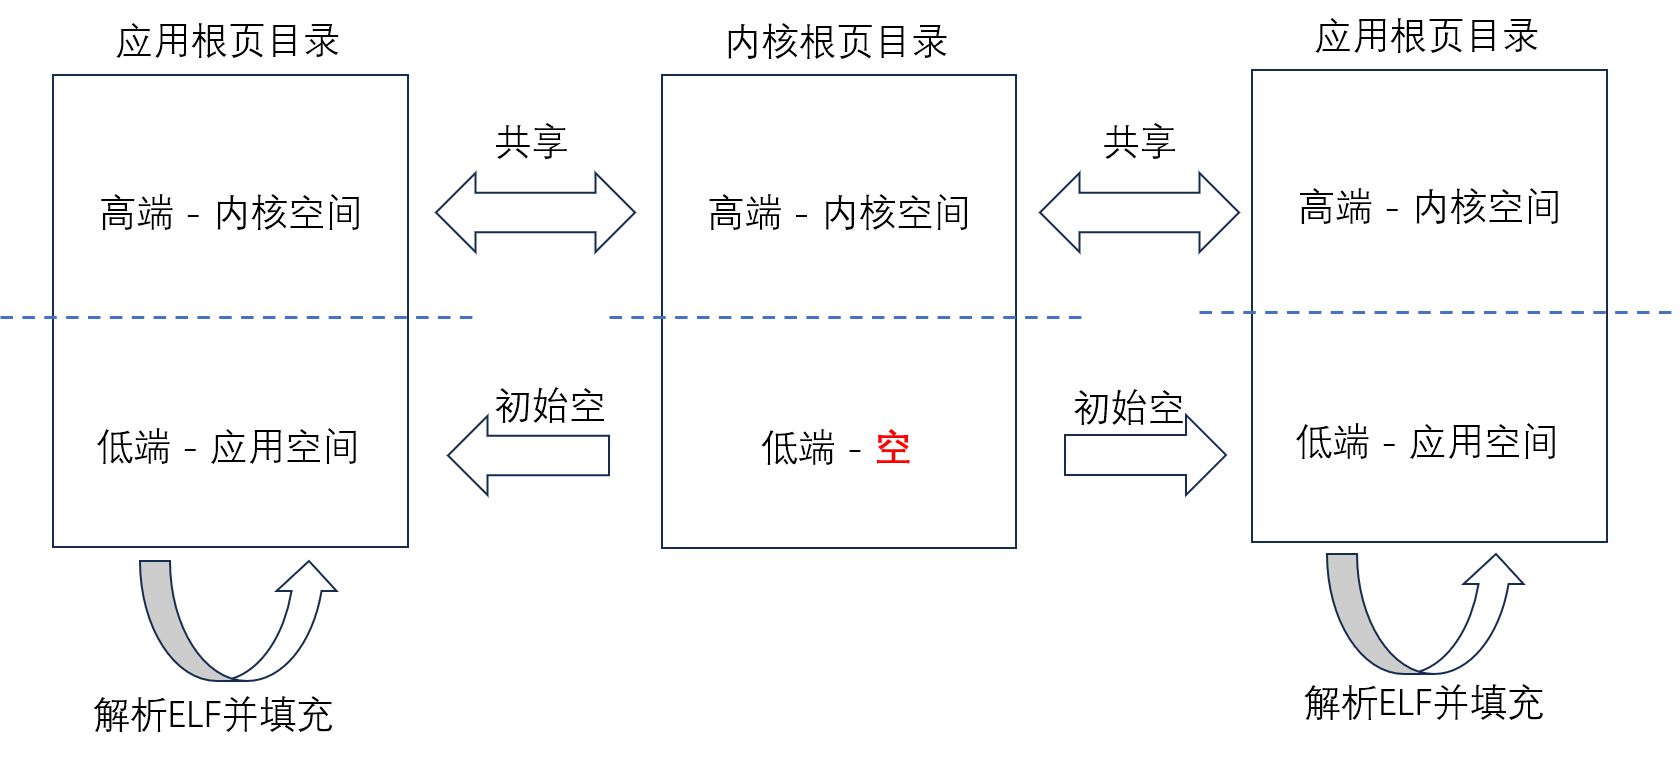 应用根页目录
内核根页目录
应用根页目录
共享
共享
高端 - 内核空间
高端 - 内核空间
高端 - 内核空间
初始空
初始空
低端 - 应用空间
低端 - 空
低端 - 应用空间
解析ELF并填充
解析ELF并填充